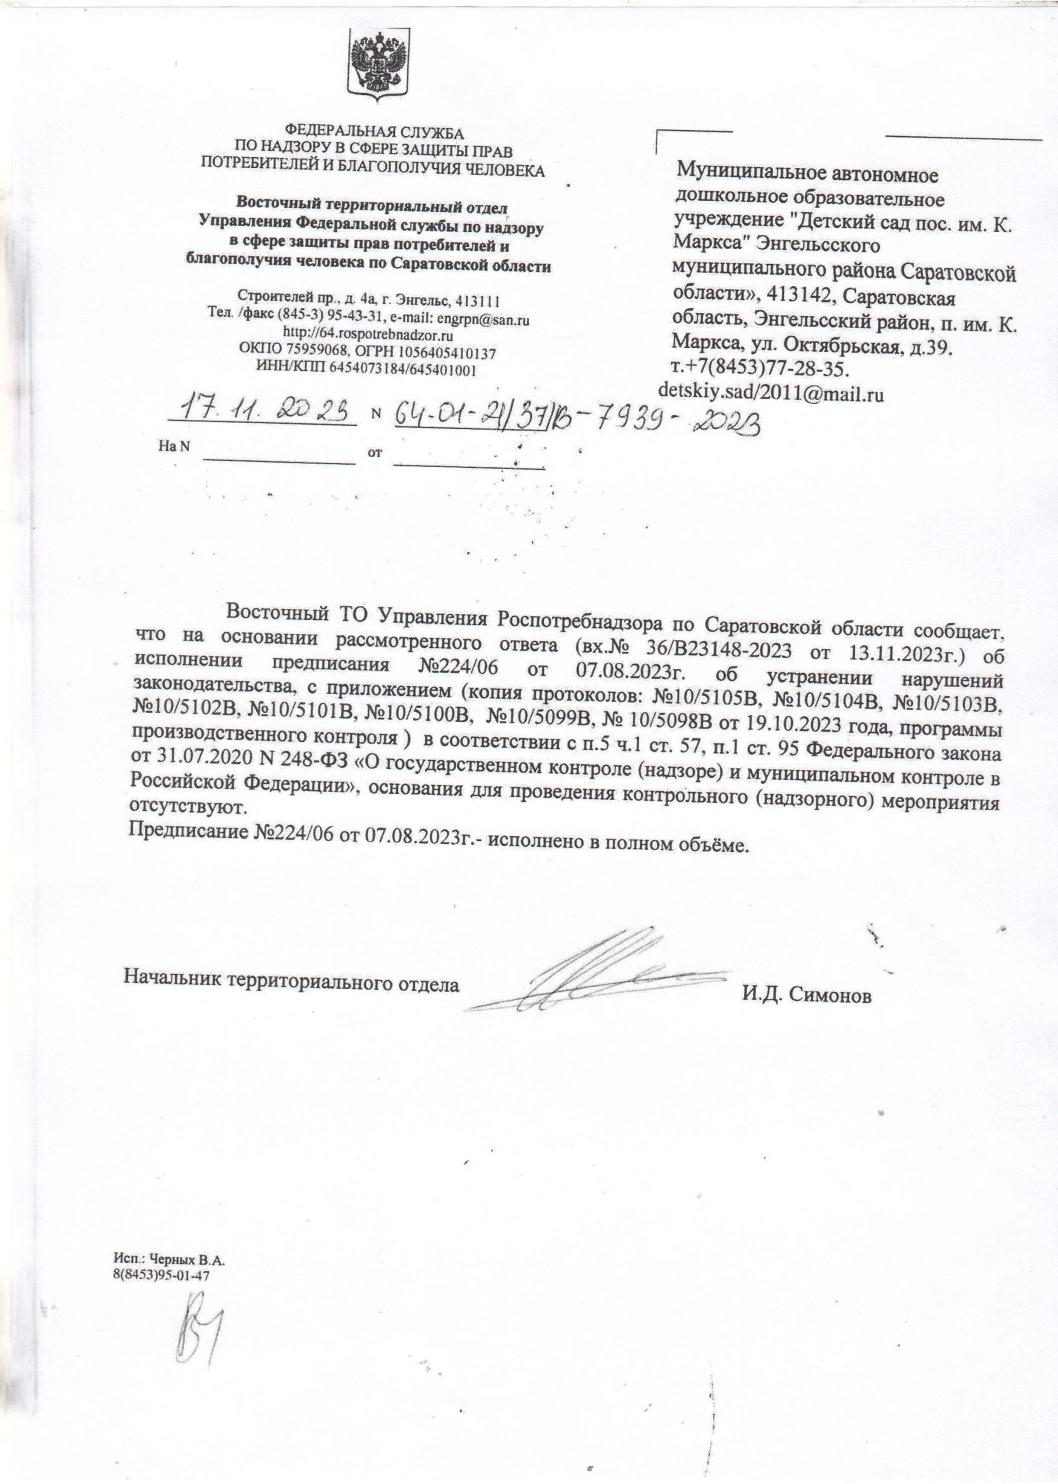 ФЕДЕРАЛЬНАЯ СЛУЖБА
ПО НАДЗОРУ В СФЕРЕ ЗАЩИТЫ ПРАВ
ПОТРЕБИТЕЛЕЙ И БЛАГОПОЛУЧИЯ ЧЕЛОВЕКА
Восточный территориальный отдел
Управления Федеральной службы по надзору
в сфере защиты прав потребителей и
благополучия человека по Саратовской области
Строителей пр., д. 4а, г. Энгельс, 413111
Тел. /факс (845-3) 95-43-31, e-mail: engrpn@san.ru
http://64.rospotrebnadzor.ru
ОКПО 75959068, ОГРН 1056405410137
ИНН/КПП 6454073184/645401001
17.11.2023 N 64-01-21/37/В-7939-2023
На N от
Муниципальное автономное
дошкольное образовательное
учреждение "Детский сад пос. им. К.
Маркса" Энгельсского
муниципального района Саратовской
области», 413142, Саратовская
область, Энгельсский район, п. им. К.
Маркса, ул. Октябрьская, д.39.
т.+7(8453)77-28-35.
detskiy.sad/2011@mail.ru
Восточный ТО Управления Роспотребнадзора по Саратовской области сообщает,
что на основании рассмотренного ответа (вх.№ 36/В23148-2023 от 13.11.2023г.) об
исполнении предписания №224/06 от 07.08.2023г. об устранении нарушений
законодательства, с приложением (копия протоколов: №10/5105В, №10/5104В, №10/5103В,
№10/5102В, №10/5101В, №10/5100В, №10/5099В, № 10/5098В от 19.10.2023 года, программы
производственного контроля ) в соответствии с п.5 ч.1 ст. 57, п.1 ст. 95 Федерального закона
от 31.07.2020 N 248-ФЗ «О государственном контроле (надзоре) и муниципальном контроле в
Российской Федерации», основания для проведения контрольного (надзорного) мероприятия
отсутствуют.
Предписание №224/06 от 07.08.2023г.- исполнено в полном объёме.
Начальник территориального отдела И.Д. Симонов
Исп.: Черных В.А.
8(8453)95-01-47